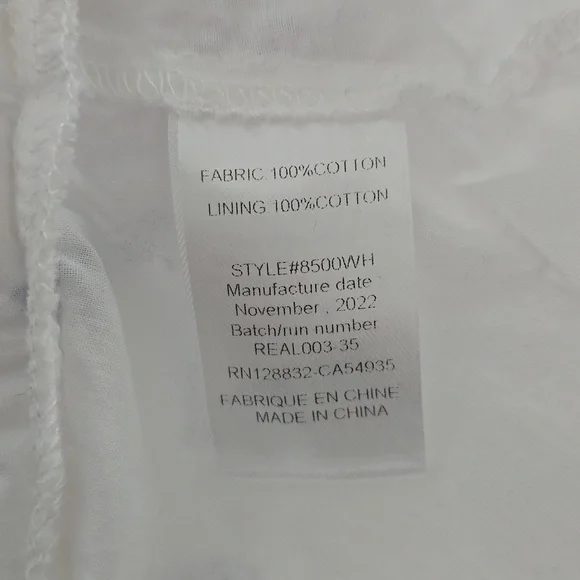 FABRIC:100%COTTON
LINING:100%COTTON
STYLE#8500WH
Manufacture date
November , 2022
Batch/run number
REAL003-35
RN128832-CA54935
FABRIQUE EN CHINE
MADE IN CHINA